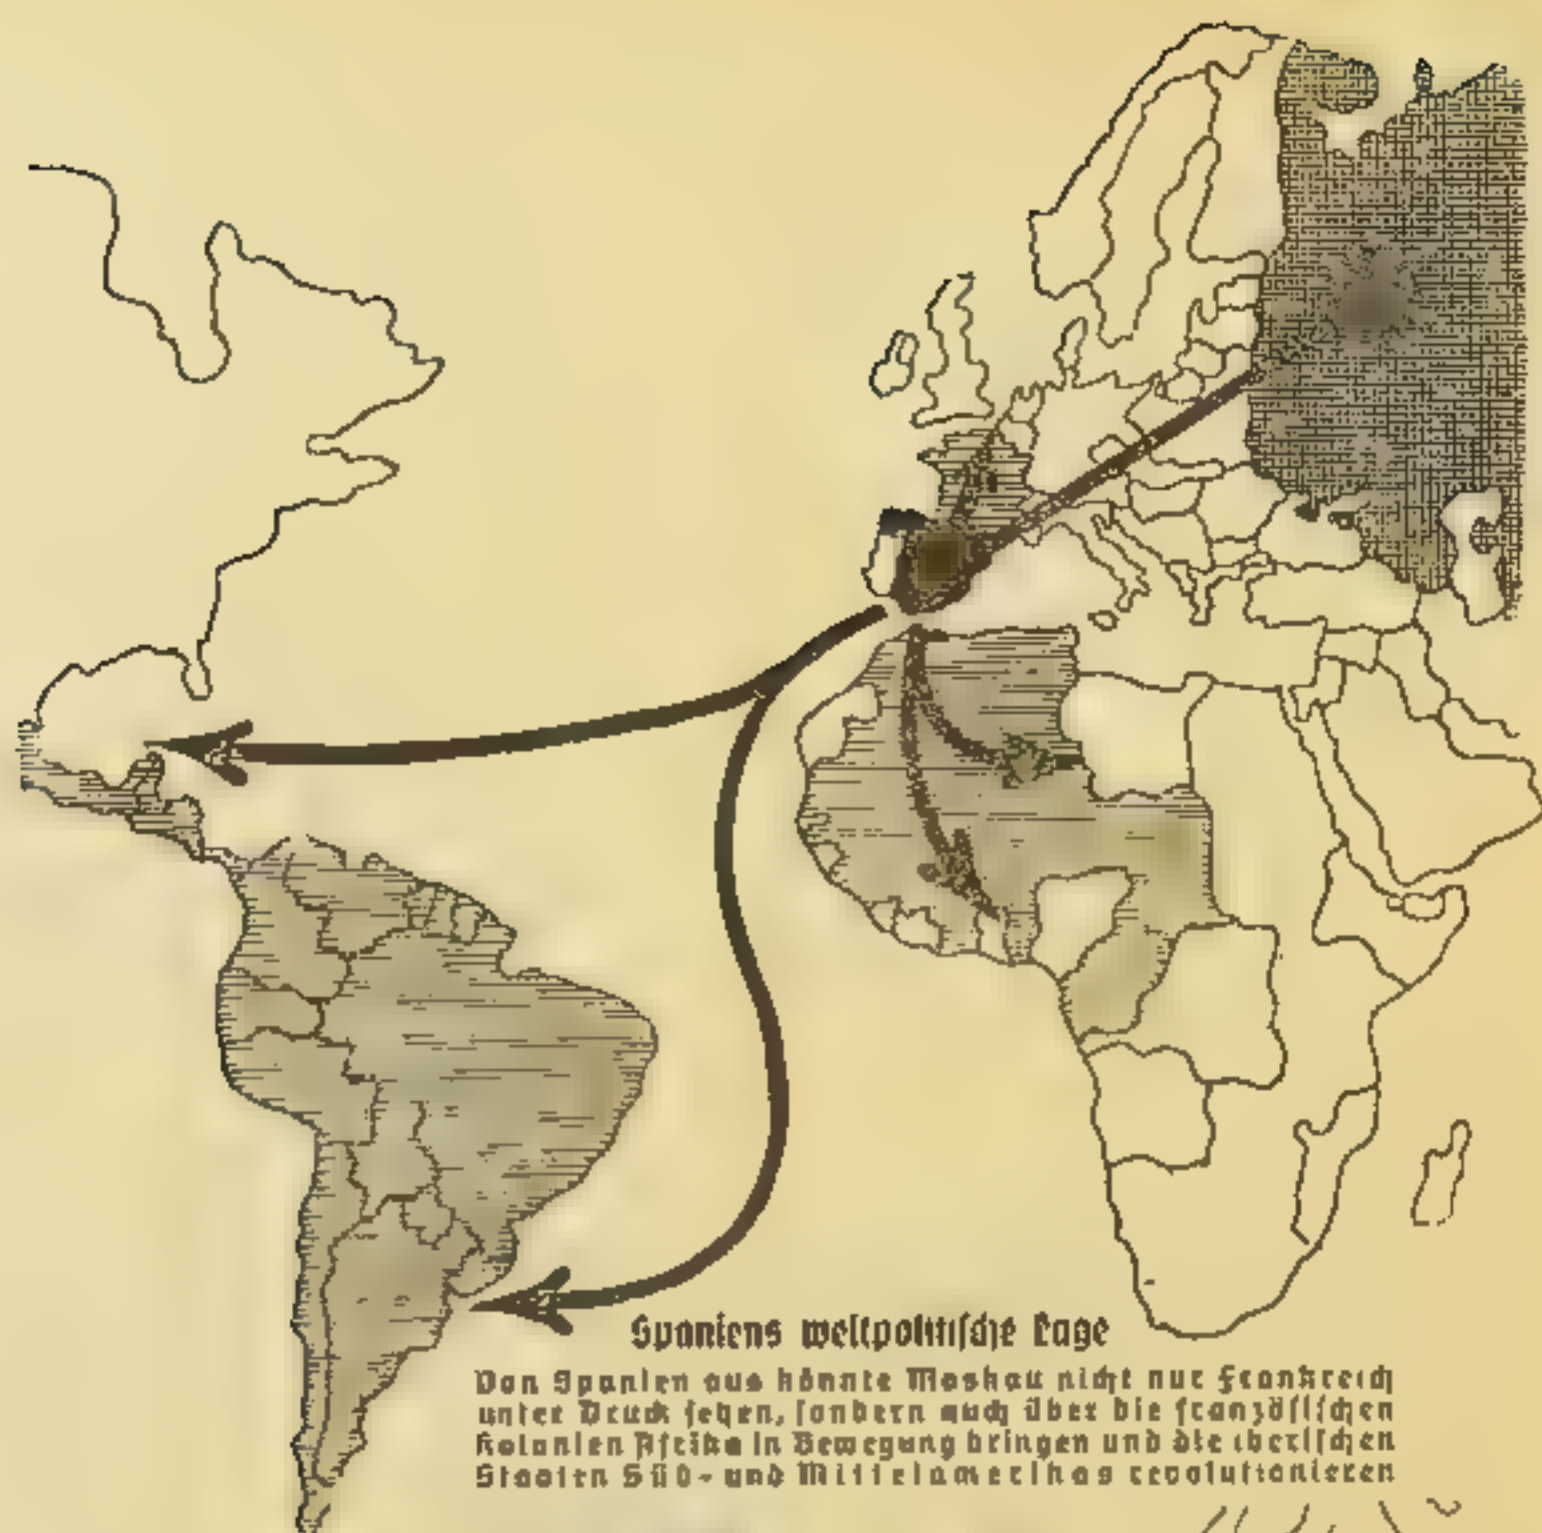 Spaniens weltpolitische Lage
Von Spanien aus könnte Moskau nicht nur Frankreich
unter Druck setzen, sondern auch über die französischen
Kolonien Afrika in Bewegung bringen und die iberischen
Staaten Süd- und Mittelamerikas revolutionieren